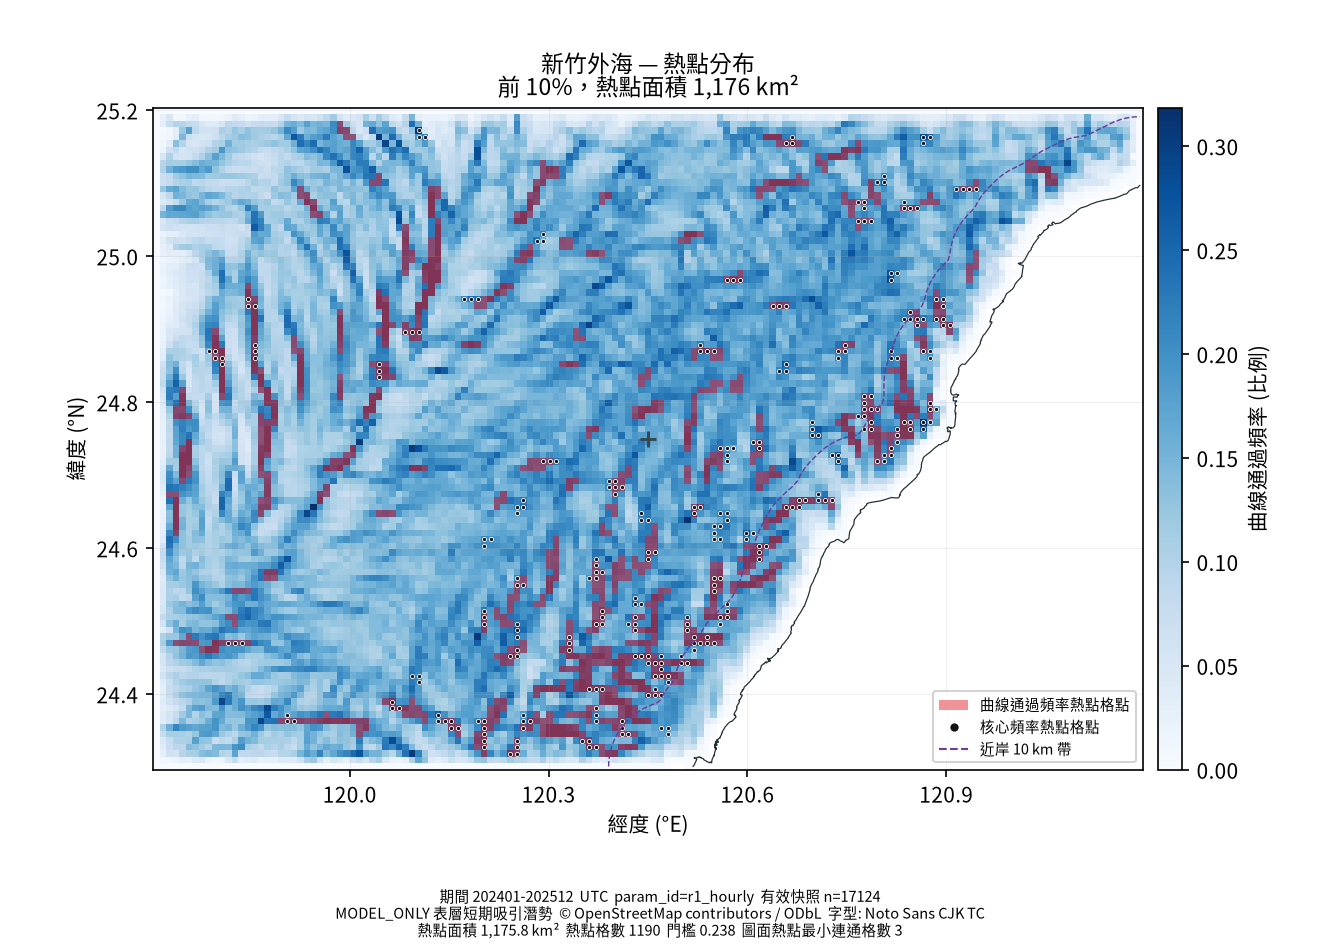 新竹外海 — 熱點分布
前 10%，熱點面積 1,176 km²
25.2
25.0
24.8
24.6
24.4
緯度 (°N)
120.0
120.3
120.6
120.9
經度 (°E)
曲線通過頻率熱點格點
核心頻率熱點格點
近岸 10 km 帶
0.30
0.25
0.20
0.15
0.10
0.05
0.00
曲線通過頻率 (比例)
期間 202401-202512 UTC param_id=r1_hourly 有效快照 n=17124
MODEL_ONLY 表層短期吸引潛勢 © OpenStreetMap contributors / ODbL 字型: Noto Sans CJK TC
熱點面積 1,175.8 km² 熱點格數 1190 門檻 0.238 圖面熱點最小連通格數 3